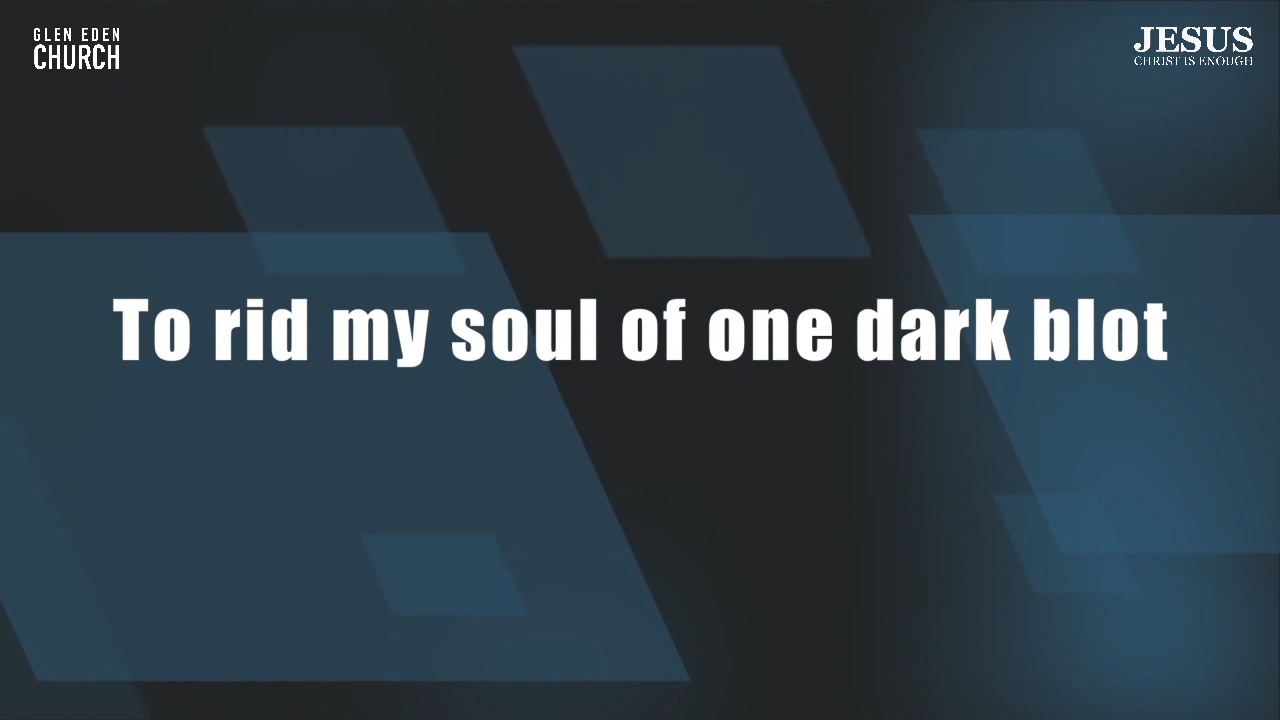 GLEN EDEN
CHURCH
JESUS
CHRIST IS ENOUGH
To rid my soul of one dark blot